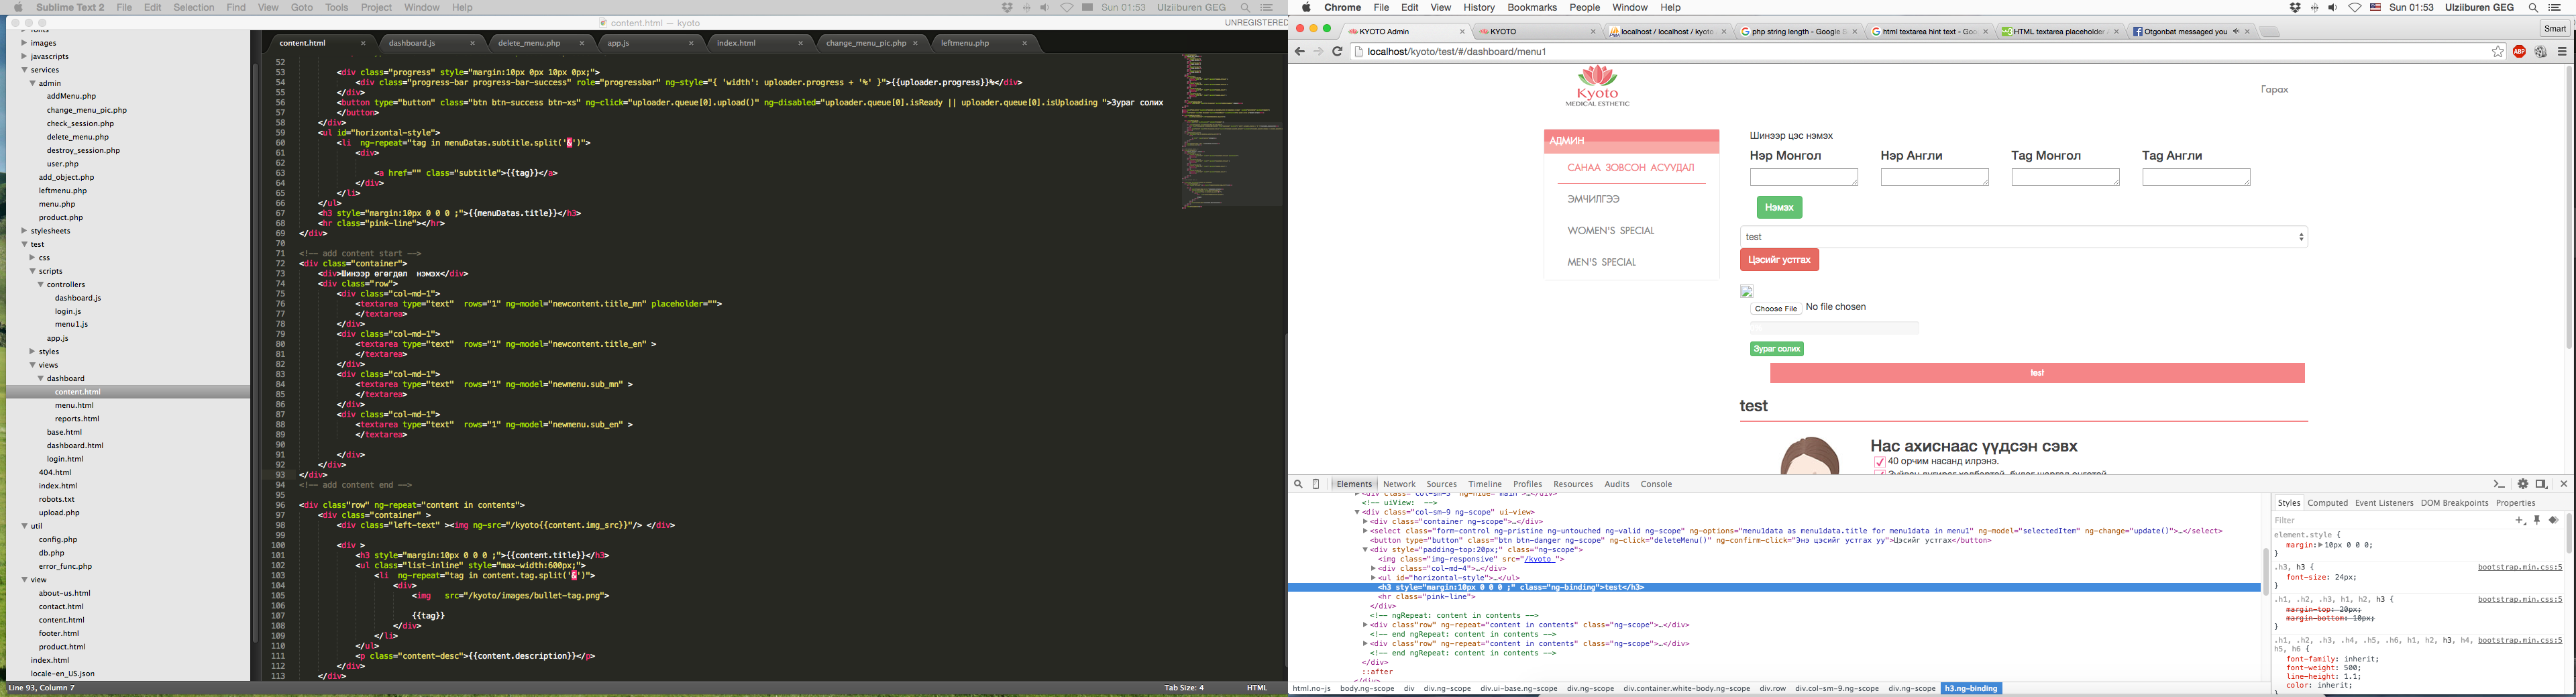 Sublime Text 2 File Edit Selection Find View Goto Tools Project Window Help Sun 01:53 Ulziiburen GEG
content.html — kyoto UNREGISTERED
images
javascripts
services
admin
addMenu.php
change_menu_pic.php
check_session.php
delete_menu.php
destroy_session.php
user.php
add_object.php
leftmenu.php
menu.php
product.php
stylesheets
test
css
scripts
controllers
dashboard.js
login.js
menu1.js
app.js
styles
views
dashboard
content.html
menu.html
reports.html
base.html
dashboard.html
login.html
404.html
index.html
robots.txt
upload.php
util
config.php
db.php
error_func.php
view
about-us.html
contact.html
content.html
footer.html
product.html
index.html
locale-en_US.json
content.html dashboard.js delete_menu.php app.js index.html change_menu_pic.php leftmenu.php
52
53 <div class="progress" style="margin:10px 0px 10px 0px;">
54 <div class="progress-bar progress-bar-success" role="progressbar" ng-style="{ 'width': uploader.progress + '%' }">{{uploader.progress}}%</div>
55 </div>
56 <button type="button" class="btn btn-success btn-xs" ng-click="uploader.queue[0].upload()" ng-disabled="uploader.queue[0].isReady || uploader.queue[0].isUploading ">Зураг солих
57 </button>
58 </div>
59 <ul id="horizontal-style">
60 <li ng-repeat="tag in menuDatas.subtitle.split('&')">
61 <div>
62
63 <a href="" class="subtitle">{{tag}}</a>
64 </div>
65 </li>
66 </ul>
67 <h3 style="margin:10px 0 0 0 ;">{{menuDatas.title}}</h3>
68 <hr class="pink-line"></hr>
69 </div>
70
71 <!-- add content start -->
72 <div class="container">
73 <div>Шинээр өгөгдөл нэмэх</div>
74 <div class="row">
75 <div class="col-md-1">
76 <textarea type="text" rows="1" ng-model="newcontent.title_mn" placeholder="">
77 </textarea>
78 </div>
79 <div class="col-md-1">
80 <textarea type="text" rows="1" ng-model="newcontent.title_en" >
81 </textarea>
82 </div>
83 <div class="col-md-1">
84 <textarea type="text" rows="1" ng-model="newmenu.sub_mn" >
85 </textarea>
86 </div>
87 <div class="col-md-1">
88 <textarea type="text" rows="1" ng-model="newmenu.sub_en" >
89 </textarea>
90
91 </div>
92 </div>
93 </div>
94 <!-- add content end -->
95
96 <div class="row" ng-repeat="content in contents">
97 <div class="container" >
98 <div class="left-text" ><img ng-src="/kyoto{{content.img_src}}"/> </div>
99
100 <div >
101 <h3 style="margin:10px 0 0 0 ;">{{content.title}}</h3>
102 <ul class="list-inline" style="max-width:600px;">
103 <li ng-repeat="tag in content.tag.split('&')">
104 <div>
105 <img src="/kyoto/images/bullet-tag.png">
106
107 {{tag}}
108 </div>
109 </li>
110 </ul>
111 <p class="content-desc">{{content.description}}</p>
112 </div>
113 </div>
Line 93, Column 7 Tab Size: 4 HTML
Chrome File Edit View History Bookmarks People Window Help Sun 01:53 Ulziiburen GEG
KYOTO Admin KYOTO localhost / localhost / kyoto php string length - Google html textarea hint text - Goo HTML textarea placeholder Otgonbat messaged you Smart
localhost/kyoto/test/#/dashboard/menu1
Kyoto
MEDICAL ESTHETIC
Гарах
АДМИН
САНАА ЗОВСОН АСУУДАЛ
ЭМЧИЛГЭЭ
WOMEN'S SPECIAL
MEN'S SPECIAL
Шинээр цэс нэмэх
Нэр Монгол Нэр Англи Tag Монгол Tag Англи
Нэмэх
test
Цэсийг устгах
Choose File No file chosen
Зураг солих
test
test
Нас ахиснаас үүдсэн сэвх
40 орчим насанд илрэнэ.
Elements Network Sources Timeline Profiles Resources Audits Console
<div class="col-sm-3" ng-hide="main">…</div>
<!-- uiView: -->
<div class="col-sm-9 ng-scope" ui-view>
<div class="container ng-scope">…</div>
<select class="form-control ng-pristine ng-untouched ng-valid ng-scope" ng-options="menu1data as menu1data.title for menu1data in menu1" ng-model="selectedItem" ng-change="update()">…</select>
<button type="button" class="btn btn-danger ng-scope" ng-click="deleteMenu()" ng-confirm-click="Энэ цэсийг устгах уу">Цэсийг устгах</button>
<div style="padding-top:20px;" class="ng-scope">
<img class="img-responsive" src="/kyoto ">
<div class="col-md-4">…</div>
<ul id="horizontal-style">…</ul>
<h3 style="margin:10px 0 0 0 ;" class="ng-binding">test</h3>
<hr class="pink-line">
</div>
<!-- ngRepeat: content in contents -->
<div class="row" ng-repeat="content in contents" class="ng-scope">…</div>
<!-- end ngRepeat: content in contents -->
<div class="row" ng-repeat="content in contents" class="ng-scope">…</div>
<!-- end ngRepeat: content in contents -->
</div>
::after
</div>
html.no-js body.ng-scope div div.ng-scope div.ui-base.ng-scope div.ng-scope div.container.white-body.ng-scope div.row div.col-sm-9.ng-scope div.ng-scope h3.ng-binding
Styles Computed Event Listeners DOM Breakpoints Properties
Filter
element.style {
margin: 10px 0 0 0;
}
.h3, h3 { bootstrap.min.css:5
font-size: 24px;
}
.h1, .h2, .h3, h1, h2, h3 { bootstrap.min.css:5
margin-top: 20px;
margin-bottom: 10px;
}
.h1, .h2, .h3, .h4, .h5, .h6, h1, h2, h3, h4, bootstrap.min.css:5
h5, h6 {
font-family: inherit;
font-weight: 500;
line-height: 1.1;
color: inherit;